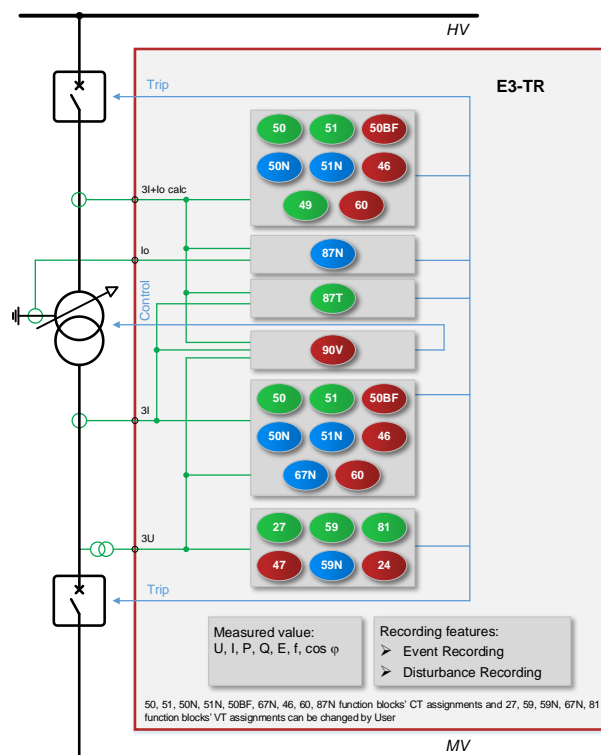 HV
E3-TR
Trip
50 51 50BF
50N 51N 46
3I+Io calc
49 60
Io
87N
87T
Control
90V
50 51 50BF
3I
50N 51N 46
67N 60
27 59 81
3U
47 59N 24
Trip
Measured value:
U, I, P, Q, E, f, cos φ
Recording features:
➢ Event Recording
➢ Disturbance Recording
50, 51, 50N, 51N, 50BF, 67N, 46, 60, 87N function blocks' CT assignments and 27, 59, 59N, 67N, 81
function blocks' VT assignments can be changed by User
MV